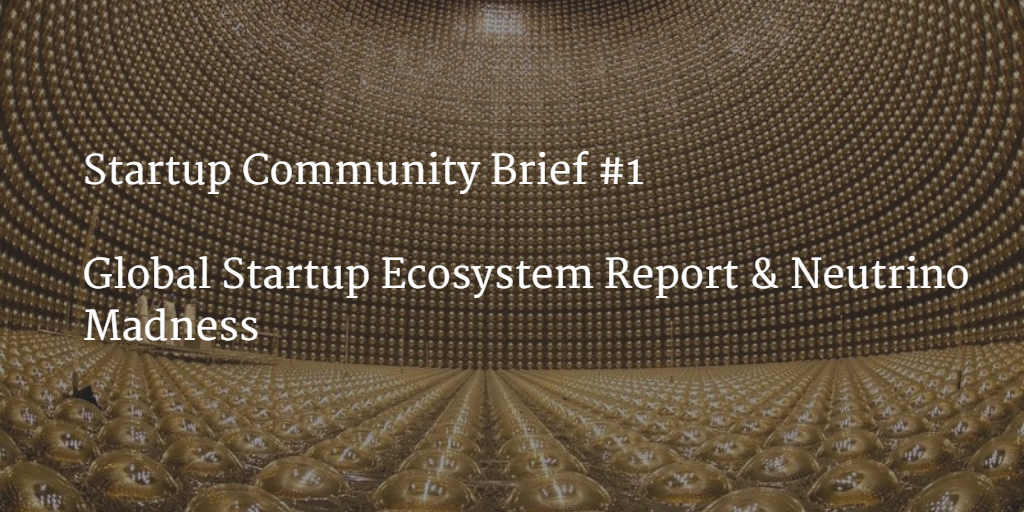 Startup Community Brief #1
Global Startup Ecosystem Report & Neutrino
Madness